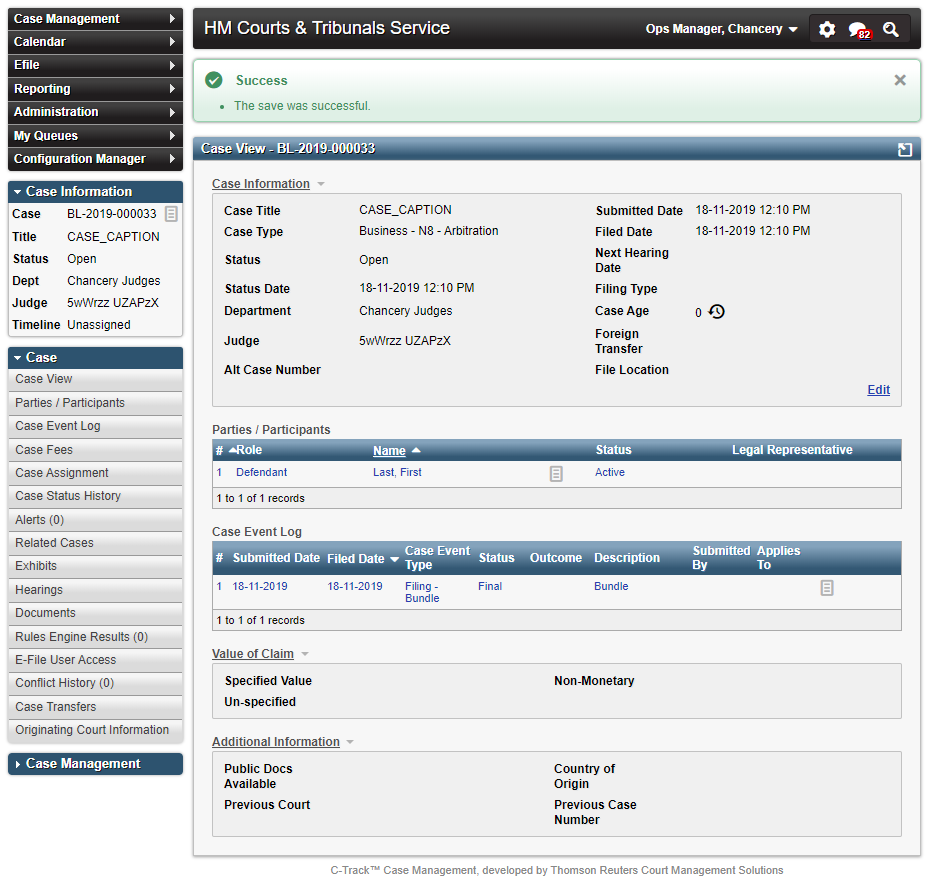 Case Management
Calendar
Efile
Reporting
Administration
My Queues
Configuration Manager
Case Information
Case BL-2019-000033
Title CASE_CAPTION
Status Open
Dept Chancery Judges
Judge 5wWrzz UZAPzX
Timeline Unassigned
Case
Case View
Parties / Participants
Case Event Log
Case Fees
Case Assignment
Case Status History
Alerts (0)
Related Cases
Exhibits
Hearings
Documents
Rules Engine Results (0)
E-File User Access
Conflict History (0)
Case Transfers
Originating Court Information
Case Management
HM Courts & Tribunals Service Ops Manager, Chancery 82
Success
The save was successful.
Case View - BL-2019-000033
Case Information
Case Title CASE_CAPTION Submitted Date 18-11-2019 12:10 PM
Case Type Business - N8 - Arbitration Filed Date 18-11-2019 12:10 PM
Status Open Next Hearing
Date
Status Date 18-11-2019 12:10 PM Filing Type
Department Chancery Judges Case Age 0
Judge 5wWrzz UZAPzX Foreign
Transfer
Alt Case Number File Location
Edit
Parties / Participants
# Role Name Status Legal Representative
1 Defendant Last, First Active
1 to 1 of 1 records
Case Event Log
# Submitted Date Filed Date Case Event
Type Status Outcome Description Submitted
By Applies
To
1 18-11-2019 18-11-2019 Filing -
Bundle Final Bundle
1 to 1 of 1 records
Value of Claim
Specified Value Non-Monetary
Un-specified
Additional Information
Public Docs
Available Country of
Origin
Previous Court Previous Case
Number
C-Track™ Case Management, developed by Thomson Reuters Court Management Solutions